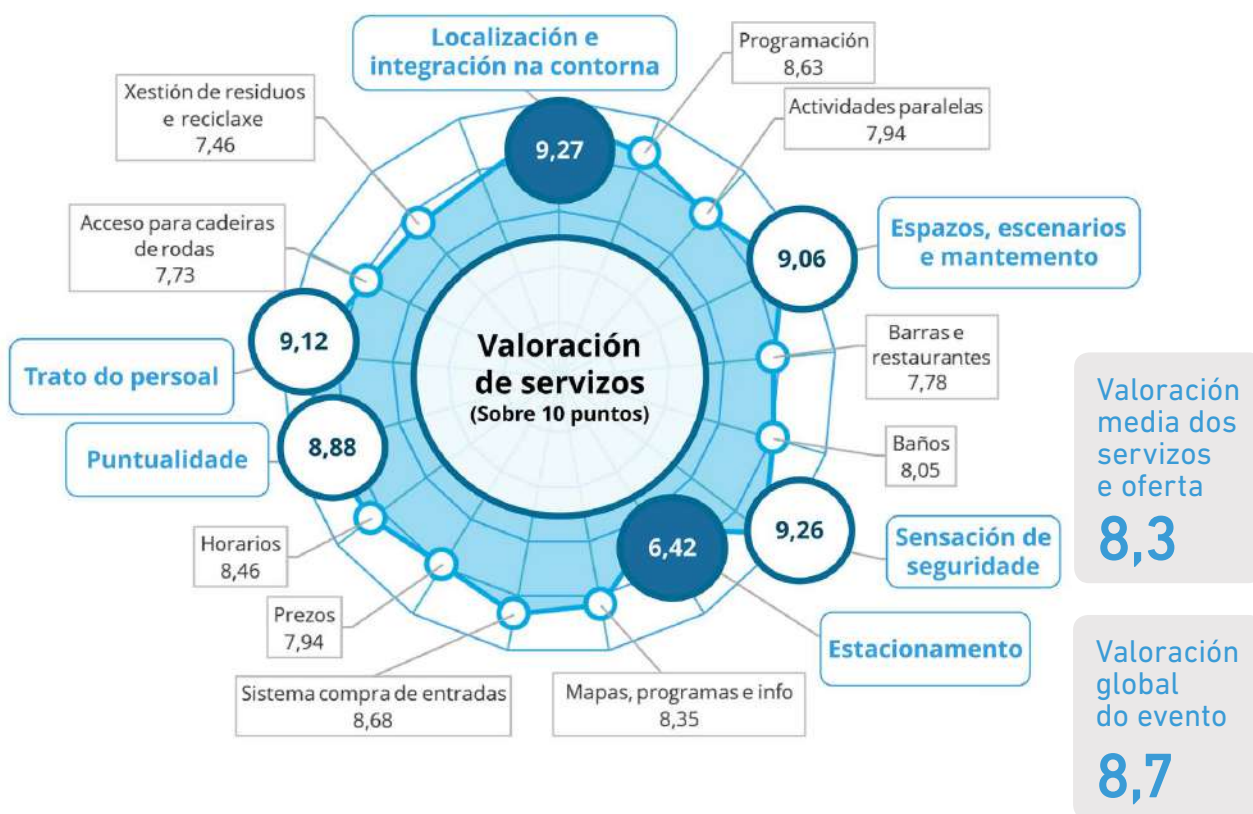 Localización e
integración na contorna
9,27
Programación
8,63
Actividades paralelas
7,94
Espazos, escenarios
e mantemento
9,06
Barras e
restaurantes
7,78
Baños
8,05
Sensación de
seguridade
9,26
Estacionamento
6,42
Mapas, programas e info
8,35
Sistema compra de entradas
8,68
Prezos
7,94
Horarios
8,46
Puntualidade
8,88
Trato do persoal
9,12
Acceso para cadeiras
de rodas
7,73
Xestión de residuos
e reciclaxe
7,46
Valoración
de servizos
(Sobre 10 puntos)
Valoración
media dos
servizos
e oferta
8,3
Valoración
global
do evento
8,7